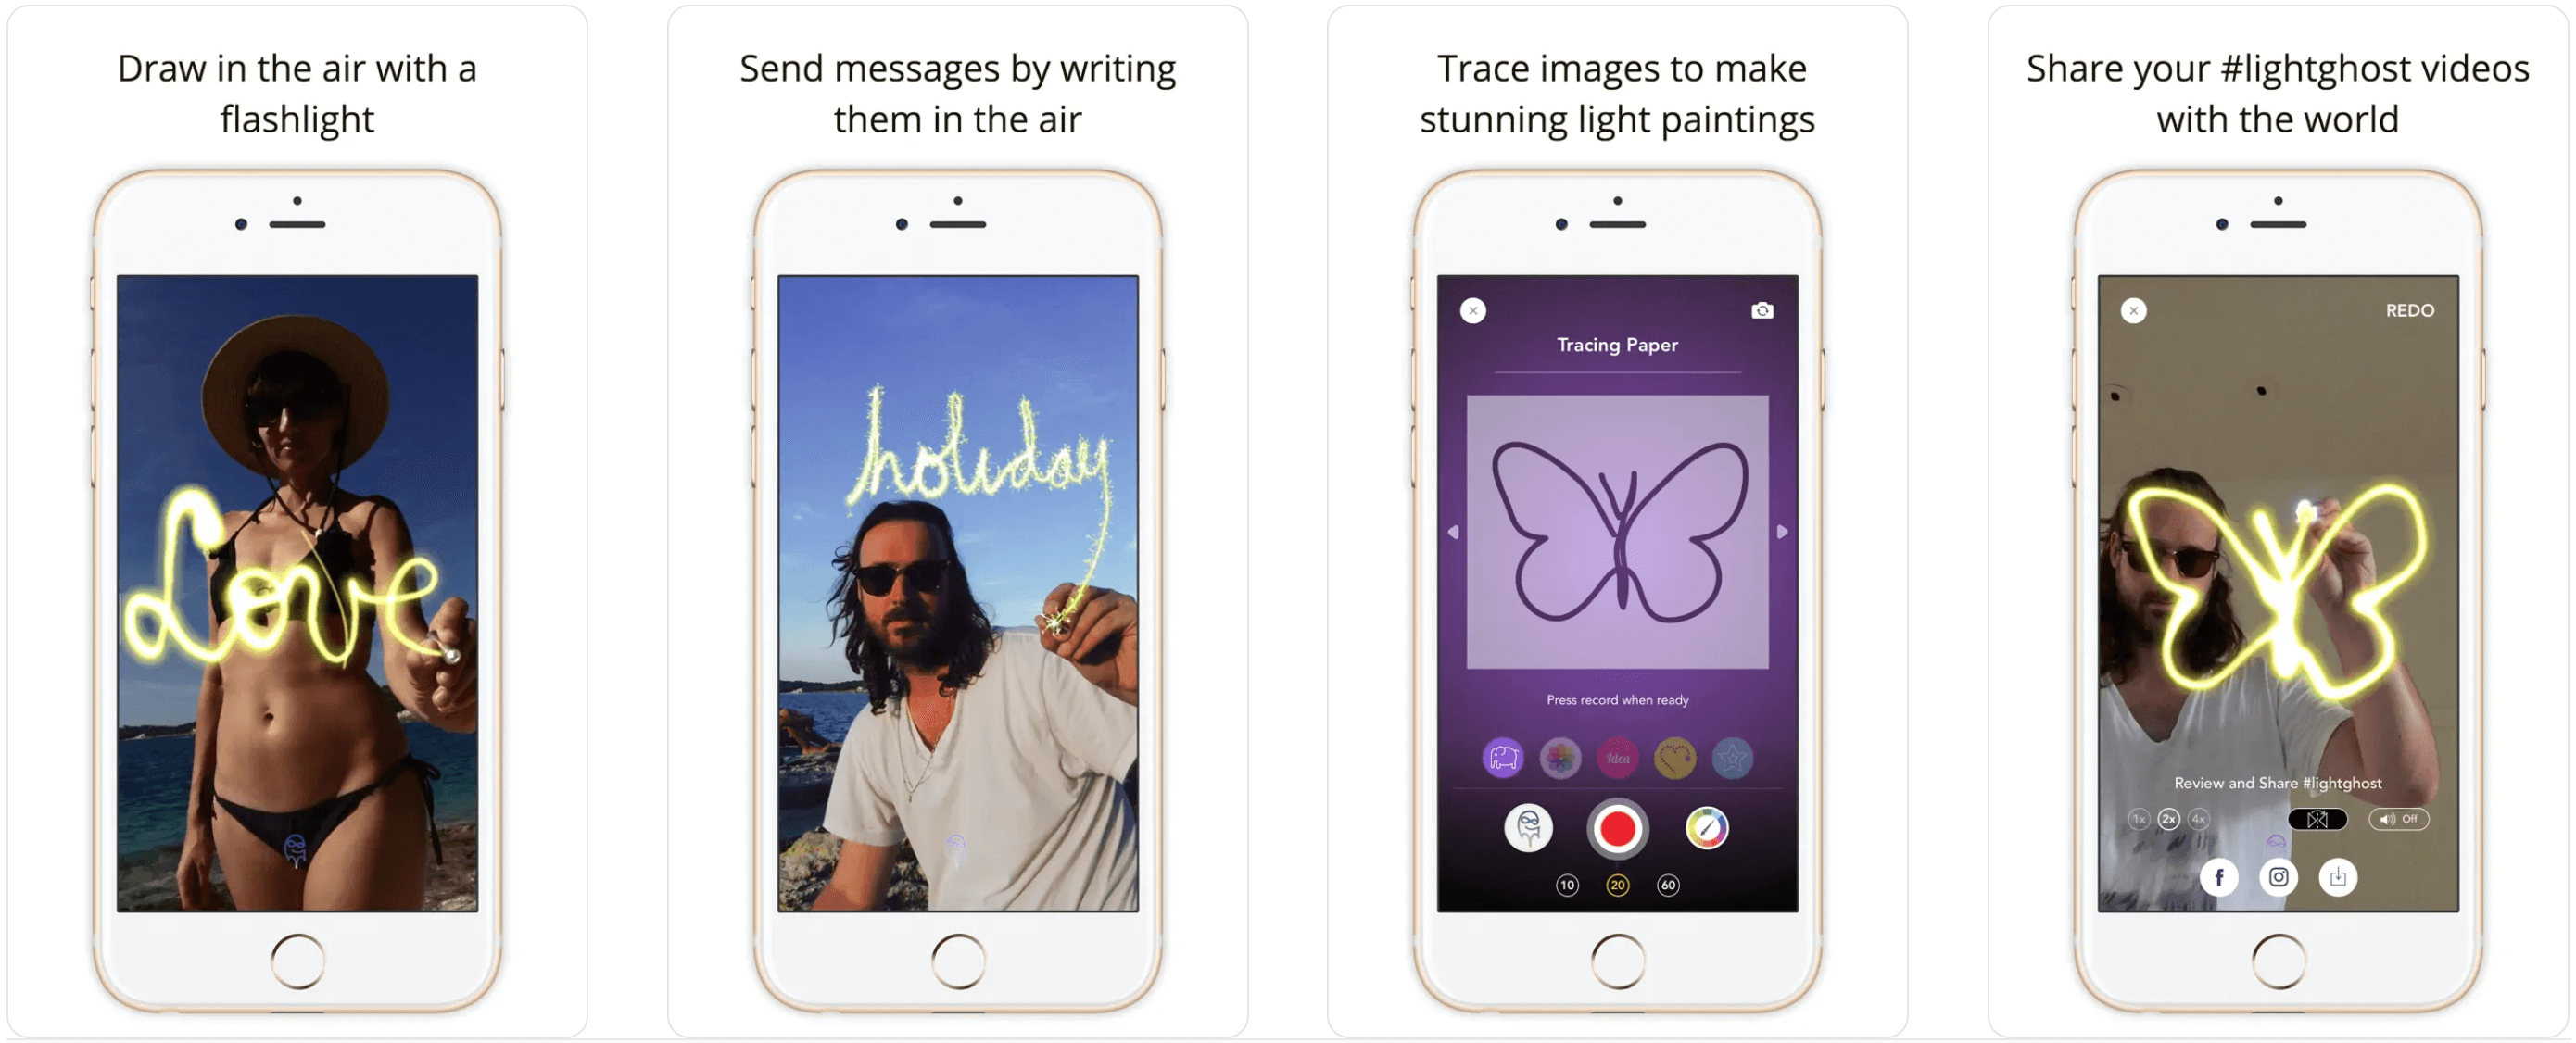 Draw in the air with a
flashlight
Love
Send messages by writing
them in the air
holiday
Trace images to make
stunning light paintings
Tracing Paper
Press record when ready
Idea
10
20
60
Share your #lightghost videos
with the world
REDO
Review and Share #lightghost
1x
2x
4x
Off